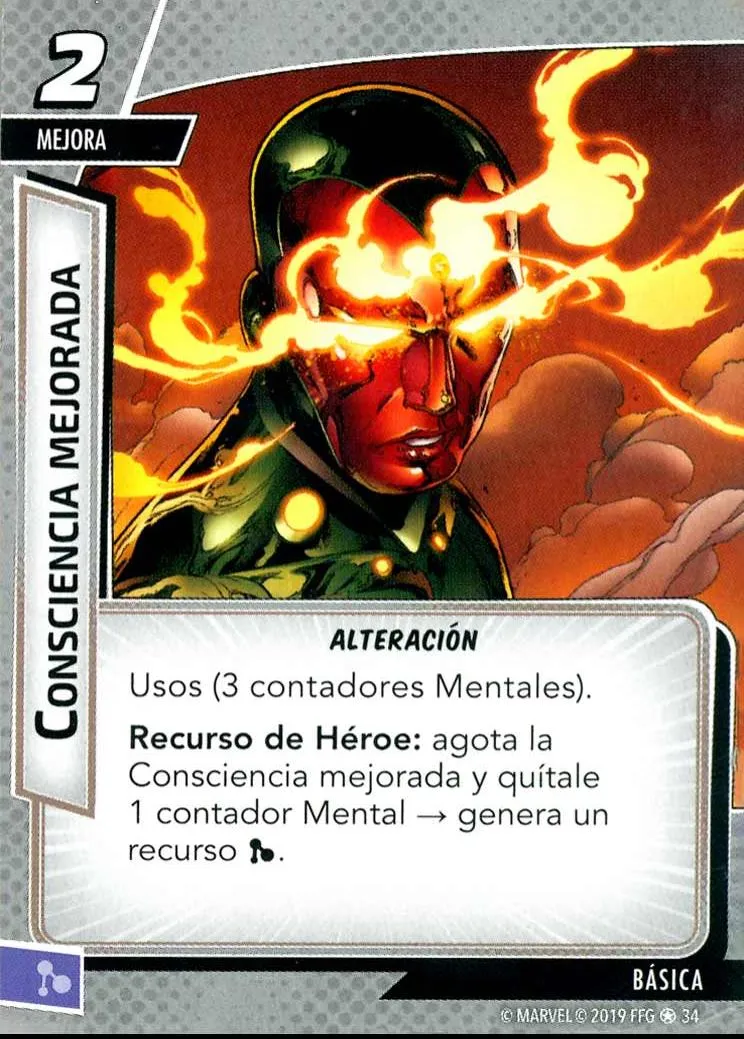 2
MEJORA
CONSCIENCIA MEJORADA
ALTERACIÓN
Usos (3 contadores Mentales).
Recurso de Héroe: agota la
Consciencia mejorada y quítale
1 contador Mental → genera un
recurso .
BÁSICA
© MARVEL © 2019 FFG 34